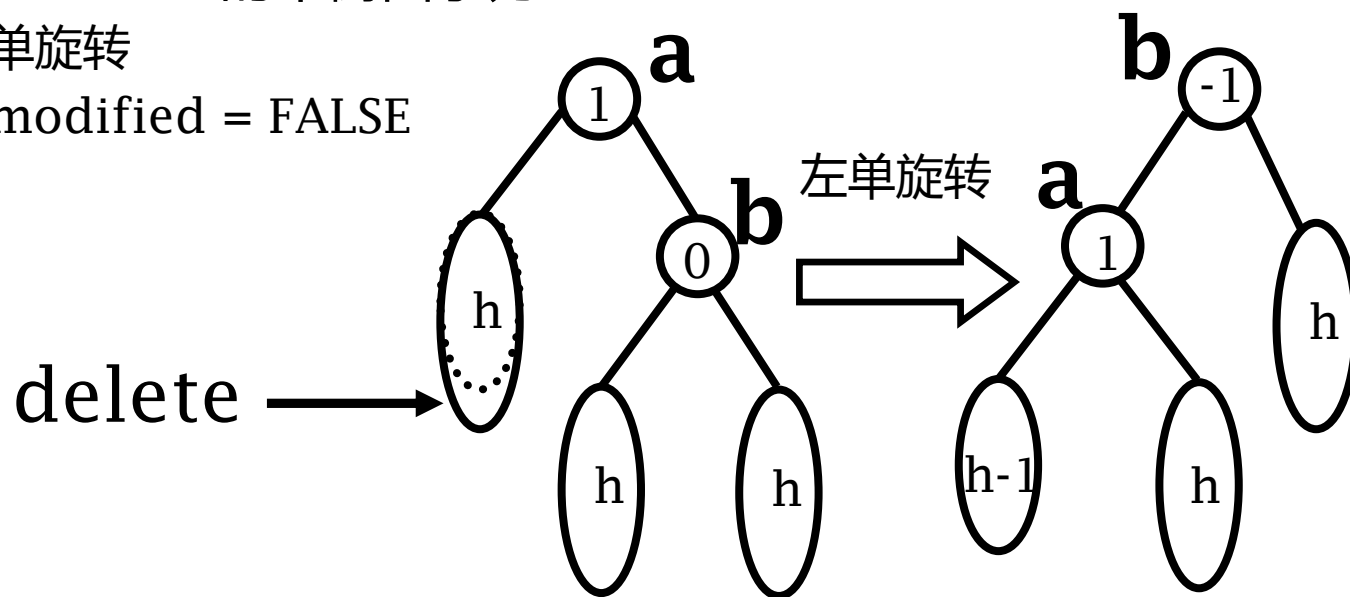 单旋转
modified = FALSE
a
b
1
-1
左单旋转
a
b
0
1
h
h
delete
h
h
h-1
h